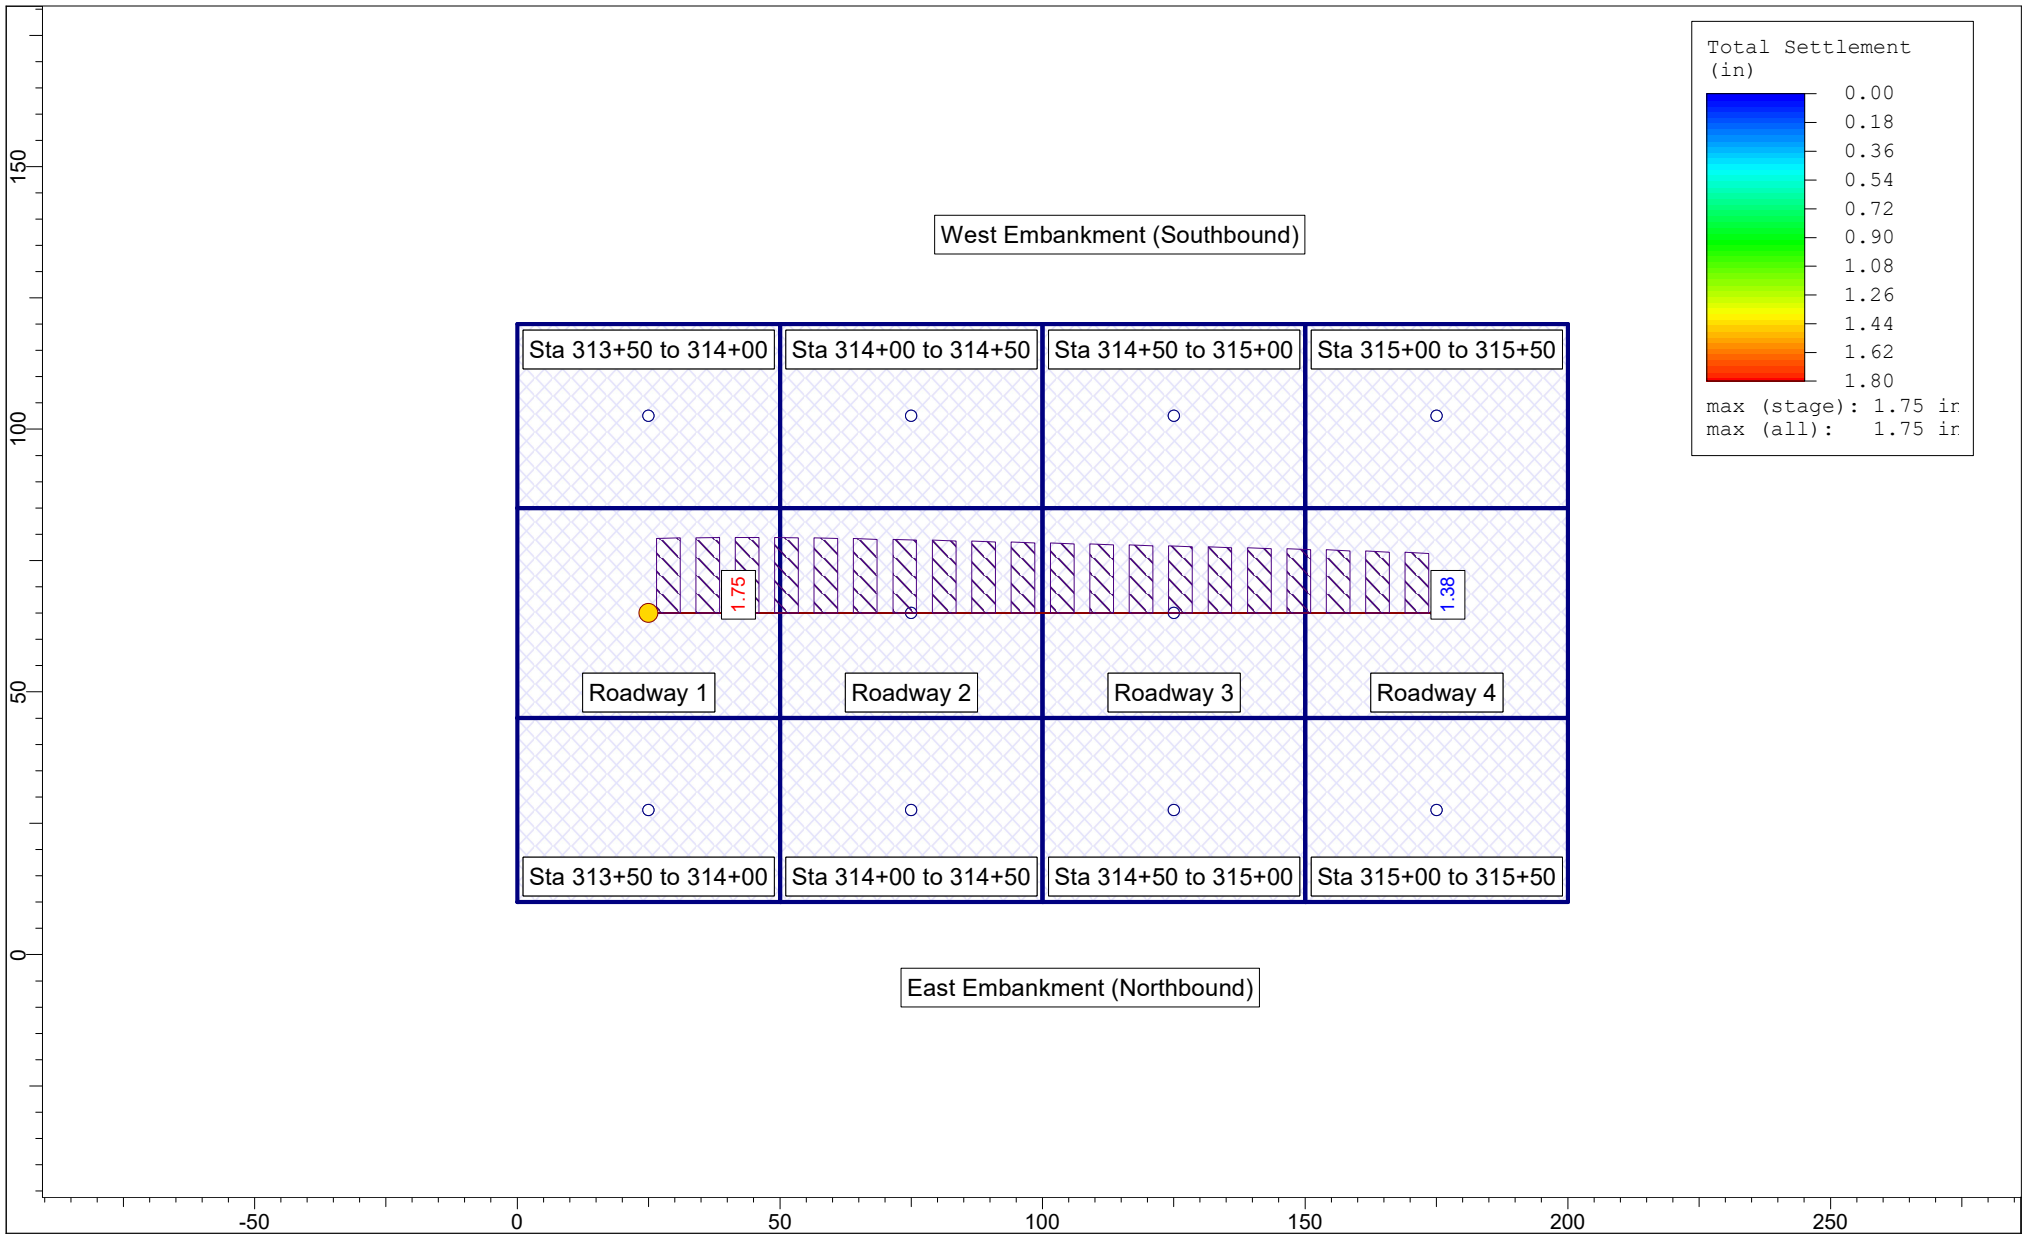 Total Settlement
(in)
0.00
0.18
0.36
0.54
0.72
0.90
1.08
1.26
1.44
1.62
1.80
max (stage): 1.75 in
max (all): 1.75 in
West Embankment (Southbound)
Sta 313+50 to 314+00
Sta 314+00 to 314+50
Sta 314+50 to 315+00
Sta 315+00 to 315+50
1.75
1.38
Roadway 1
Roadway 2
Roadway 3
Roadway 4
Sta 313+50 to 314+00
Sta 314+00 to 314+50
Sta 314+50 to 315+00
Sta 315+00 to 315+50
East Embankment (Northbound)
150
100
50
0
-50
0
50
100
150
200
250